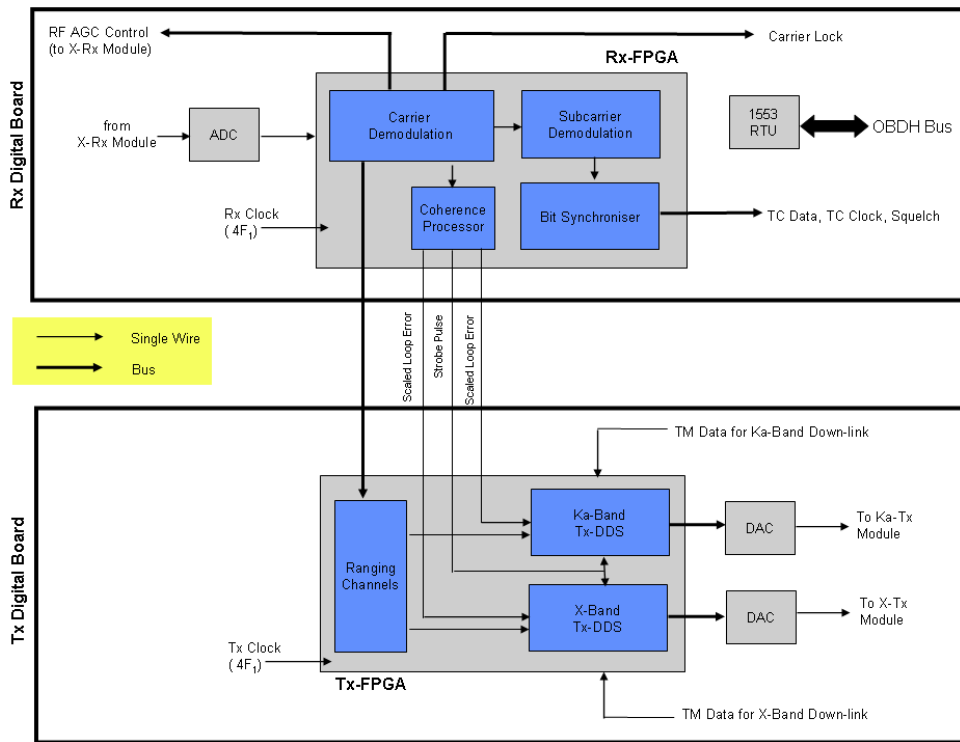 RF AGC Control
(to X-Rx Module)
Carrier Lock
Rx-FPGA
Rx Digital Board
from
X-Rx Module
ADC
Carrier
Demodulation
Subcarrier
Demodulation
1553
RTU
OBDH Bus
Rx Clock
( 4F₁)
Coherence
Processor
Bit Synchroniser
TC Data, TC Clock, Squelch
Single Wire
Bus
Scaled Loop Error
Strobe Pulse
Scaled Loop Error
Tx Digital Board
TM Data for Ka-Band Down-link
Ranging
Channels
Ka-Band
Tx-DDS
DAC
To Ka-Tx
Module
X-Band
Tx-DDS
DAC
To X-Tx
Module
Tx Clock
( 4F₁)
Tx-FPGA
TM Data for X-Band Down-link